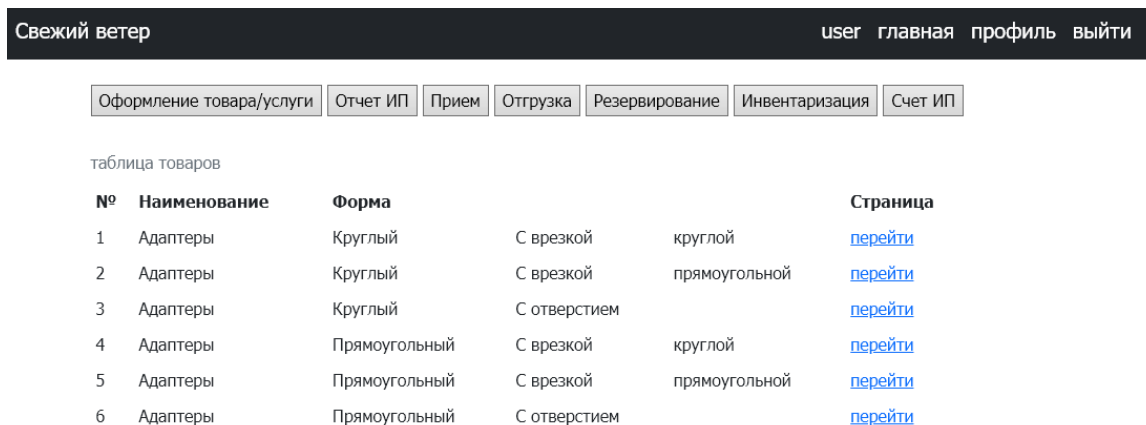 Свежий ветер user главная профиль выйти
Оформление товара/услуги Отчет ИП Прием Отгрузка Резервирование Инвентаризация Счет ИП
таблица товаров
№ Наименование Форма Страница
1 Адаптеры Круглый С врезкой круглой перейти
2 Адаптеры Круглый С врезкой прямоугольной перейти
3 Адаптеры Круглый С отверстием перейти
4 Адаптеры Прямоугольный С врезкой круглой перейти
5 Адаптеры Прямоугольный С врезкой прямоугольной перейти
6 Адаптеры Прямоугольный С отверстием перейти